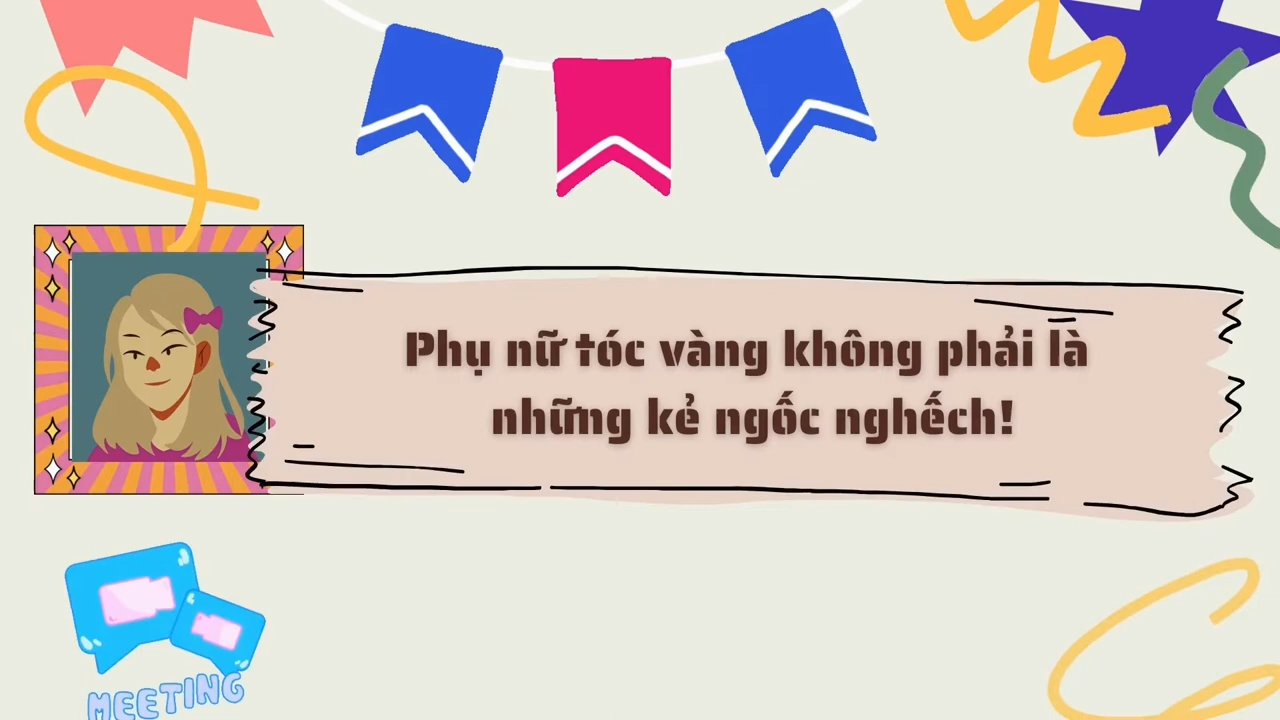 Phụ nữ tóc vàng không phải là
những kẻ ngốc nghếch!
MEETING